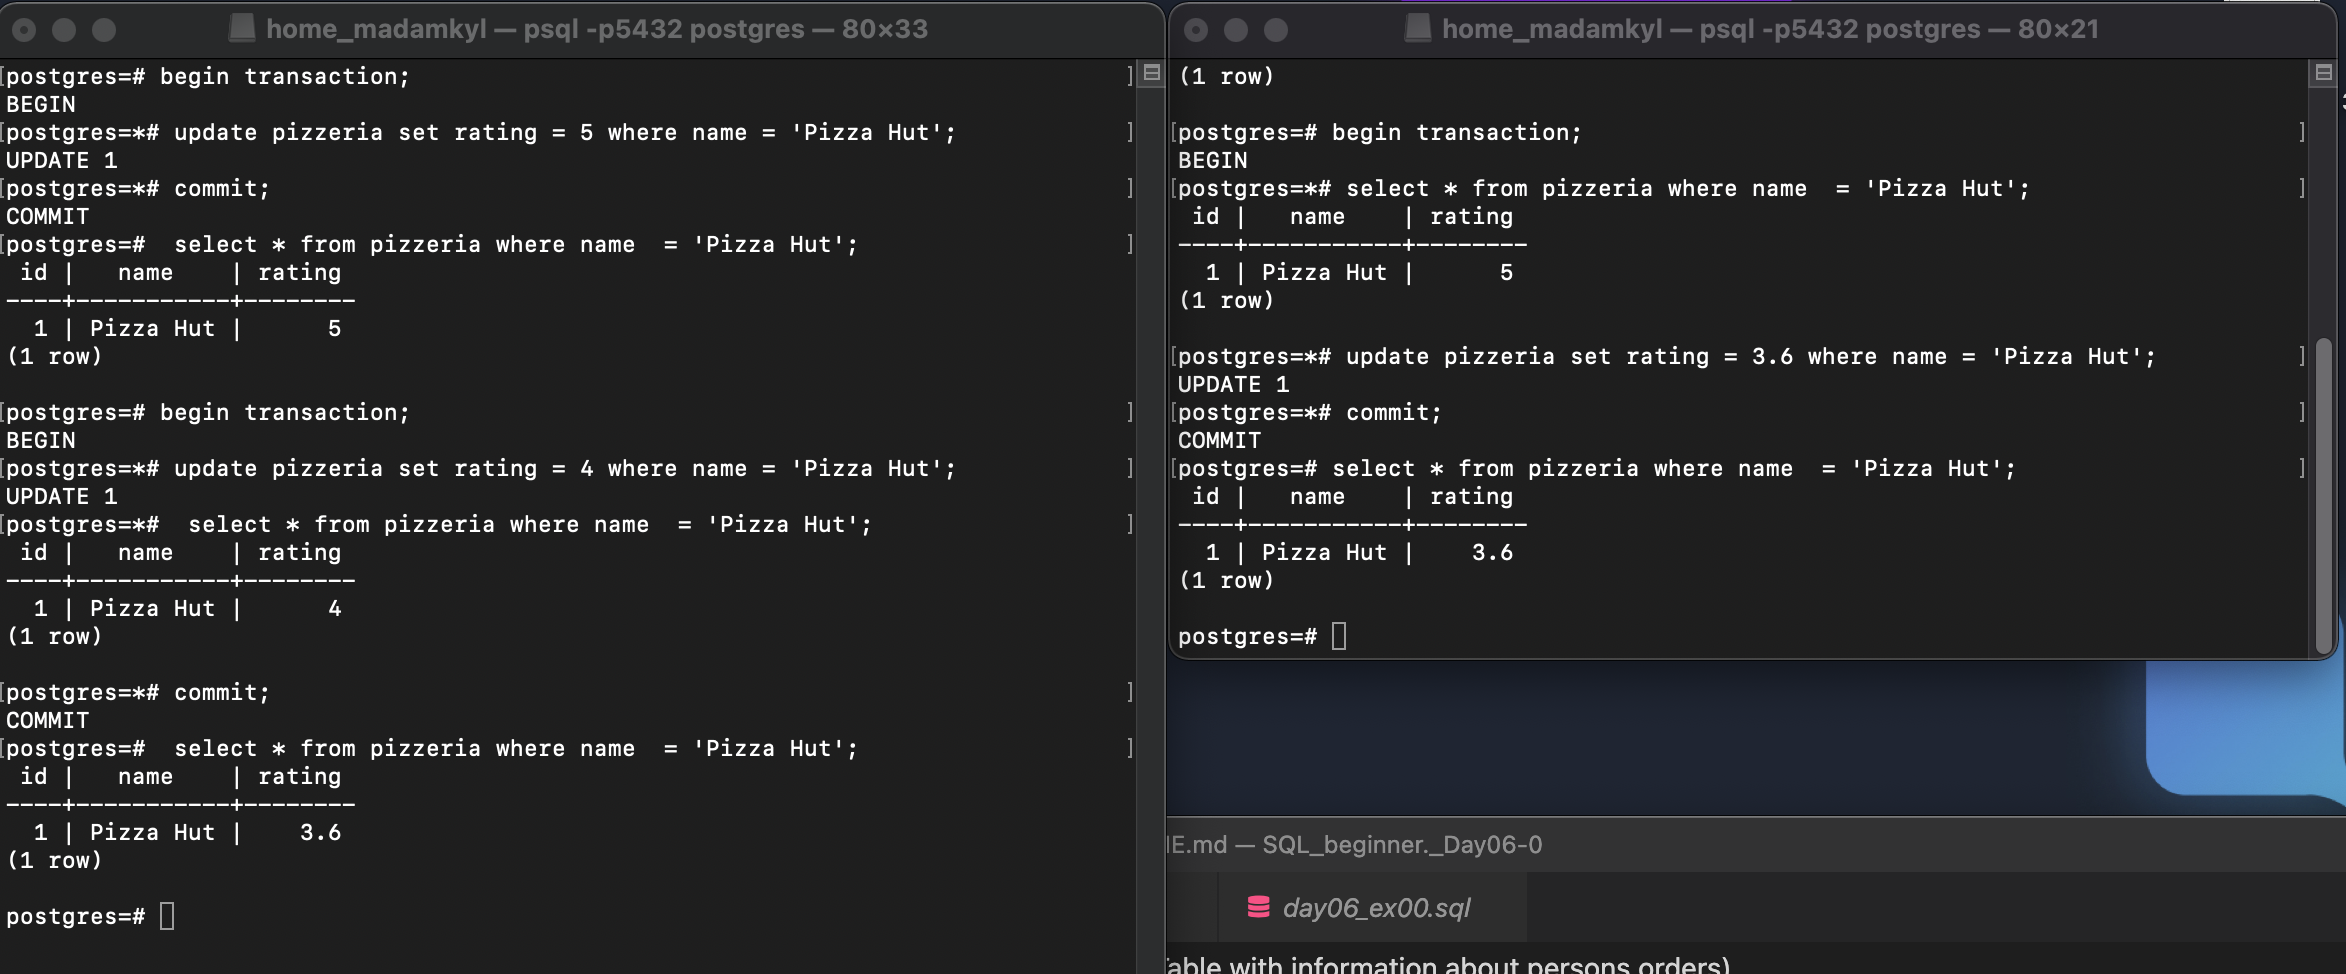 home_madamkyl — psql -p5432 postgres — 80×33
[postgres=# begin transaction; ]
BEGIN
[postgres=*# update pizzeria set rating = 5 where name = 'Pizza Hut'; ]
UPDATE 1
[postgres=*# commit; ]
COMMIT
[postgres=#  select * from pizzeria where name  = 'Pizza Hut'; ]
 id |   name    | rating
----+-----------+--------
  1 | Pizza Hut |      5
(1 row)
[postgres=# begin transaction; ]
BEGIN
[postgres=*# update pizzeria set rating = 4 where name = 'Pizza Hut'; ]
UPDATE 1
[postgres=*#  select * from pizzeria where name  = 'Pizza Hut'; ]
 id |   name    | rating
----+-----------+--------
  1 | Pizza Hut |      4
(1 row)
[postgres=*# commit; ]
COMMIT
[postgres=#  select * from pizzeria where name  = 'Pizza Hut'; ]
 id |   name    | rating
----+-----------+--------
  1 | Pizza Hut |    3.6
(1 row)
postgres=#
home_madamkyl — psql -p5432 postgres — 80×21
(1 row)
[postgres=# begin transaction; ]
BEGIN
[postgres=*# select * from pizzeria where name  = 'Pizza Hut'; ]
 id |   name    | rating
----+-----------+--------
  1 | Pizza Hut |      5
(1 row)
[postgres=*# update pizzeria set rating = 3.6 where name = 'Pizza Hut'; ]
UPDATE 1
[postgres=*# commit; ]
COMMIT
[postgres=# select * from pizzeria where name  = 'Pizza Hut'; ]
 id |   name    | rating
----+-----------+--------
  1 | Pizza Hut |    3.6
(1 row)
postgres=#
E.md — SQL_beginner._Day06-0
day06_ex00.sql
able with information about persons orders)